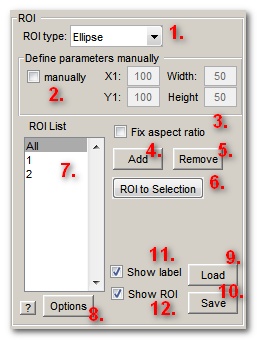 ROI
ROI type: Ellipse 1.
Define parameters manually
manually X1: 100 Width: 50
2. Y1: 100 Height 50
3.
ROI List Fix aspect ratio
All 4. 5.
Add Remove
1
2 7. 6.
ROI to Selection
11. 9.
Show label Load
10.
Show ROI Save
12.
? Options
8.